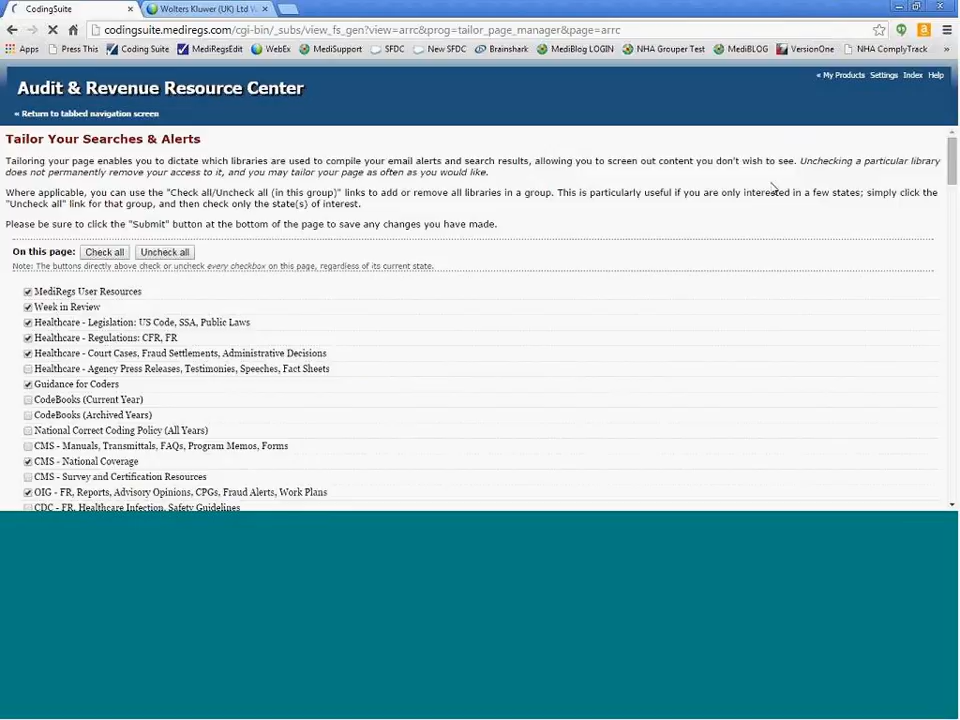 CodingSuite
Wolters Kluwer (UK) Ltd V
codingsuite.mediregs.com/cgi-bin/_subs/view_fs_gen?view=arrc&prog=tailor_page_manager&page=arrc
Apps Press This Coding Suite MediRegsEdit WebEx MediSupport SFDC New SFDC Brainshark MediBlog LOGIN NHA Grouper Test MediBLOG VersionOne NHA ComplyTrack »
« My Products Settings Index Help
Audit & Revenue Resource Center
« Return to tabbed navigation screen
Tailor Your Searches & Alerts
Tailoring your page enables you to dictate which libraries are used to compile your email alerts and search results, allowing you to screen out content you don't wish to see. Unchecking a particular library
does not permanently remove your access to it, and you may tailor your page as often as you would like.
Where applicable, you can use the "Check all/Uncheck all (in this group)" links to add or remove all libraries in a group. This is particularly useful if you are only interested in a few states; simply click the
"Uncheck all" link for that group, and then check only the state(s) of interest.
Please be sure to click the "Submit" button at the bottom of the page to save any changes you have made.
On this page: Check all Uncheck all
Note: The buttons directly above check or uncheck every checkbox on this page, regardless of its current state.
MediRegs User Resources
Week in Review
Healthcare - Legislation: US Code, SSA, Public Laws
Healthcare - Regulations: CFR, FR
Healthcare - Court Cases, Fraud Settlements, Administrative Decisions
Healthcare - Agency Press Releases, Testimonies, Speeches, Fact Sheets
Guidance for Coders
CodeBooks (Current Year)
CodeBooks (Archived Years)
National Correct Coding Policy (All Years)
CMS - Manuals, Transmittals, FAQs, Program Memos, Forms
CMS - National Coverage
CMS - Survey and Certification Resources
OIG - FR, Reports, Advisory Opinions, CPGs, Fraud Alerts, Work Plans
CDC - FR, Healthcare Infection, Safety Guidelines